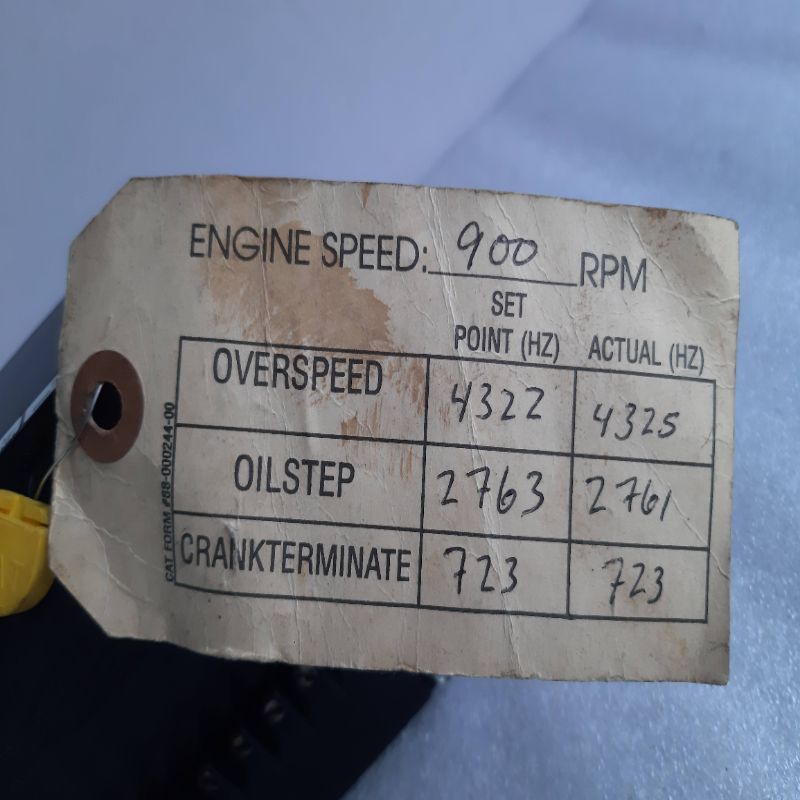 ENGINE SPEED: 900 RPM
SET
POINT (HZ) ACTUAL (HZ)
OVERSPEED 4322 4325
OILSTEP 2763 2761
CRANKTERMINATE 723 723
CAT FORM #88-000244-00